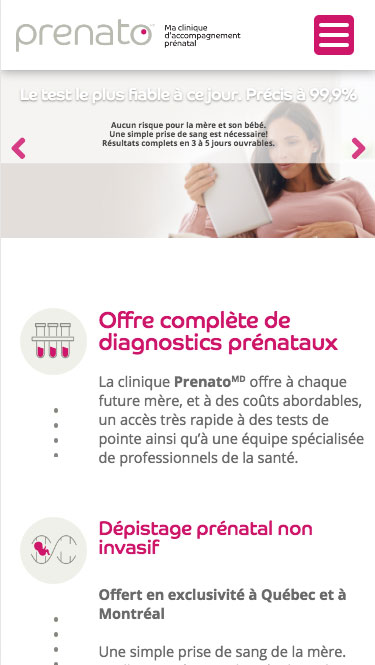 prenato
Ma clinique
d'accompagnement
prénatal
Le test le plus fiable à ce jour. Précis à 99,9%
Aucun risque pour la mère et son bébé.
Une simple prise de sang est nécessaire!
Résultats complets en 3 à 5 jours ouvrables.
Offre complète de
diagnostics prénataux
La clinique Prenatoᴹᴰ offre à chaque
future mère, et à des coûts abordables,
un accès très rapide à des tests de
pointe ainsi qu'à une équipe spécialisée
de professionnels de la santé.
Dépistage prénatal non
invasif
Offert en exclusivité à Québec et à
Montréal
Une simple prise de sang de la mère.